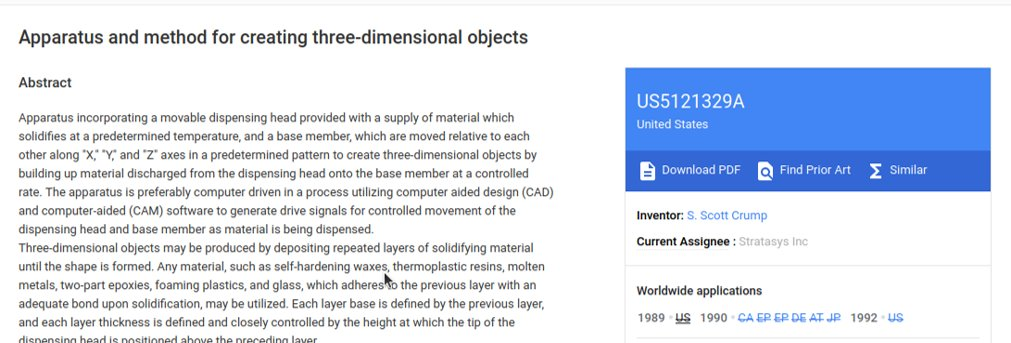 Apparatus and method for creating three-dimensional objects
Abstract
Apparatus incorporating a movable dispensing head provided with a supply of material which
solidifies at a predetermined temperature, and a base member, which are moved relative to each
other along "X," "Y," and "Z" axes in a predetermined pattern to create three-dimensional objects by
building up material discharged from the dispensing head onto the base member at a controlled
rate. The apparatus is preferably computer driven in a process utilizing computer aided design (CAD)
and computer-aided (CAM) software to generate drive signals for controlled movement of the
dispensing head and base member as material is being dispensed.
Three-dimensional objects may be produced by depositing repeated layers of solidifying material
until the shape is formed. Any material, such as self-hardening waxes, thermoplastic resins, molten
metals, two-part epoxies, foaming plastics, and glass, which adheres to the previous layer with an
adequate bond upon solidification, may be utilized. Each layer base is defined by the previous layer,
and each layer thickness is defined and closely controlled by the height at which the tip of the
dispensing head is positioned above the preceding layer.
US5121329A
United States
Download PDF Find Prior Art Similar
Inventor: S. Scott Crump
Current Assignee : Stratasys Inc
Worldwide applications
1989 • US 1990 • CA EP EP DE AT JP 1992 • US